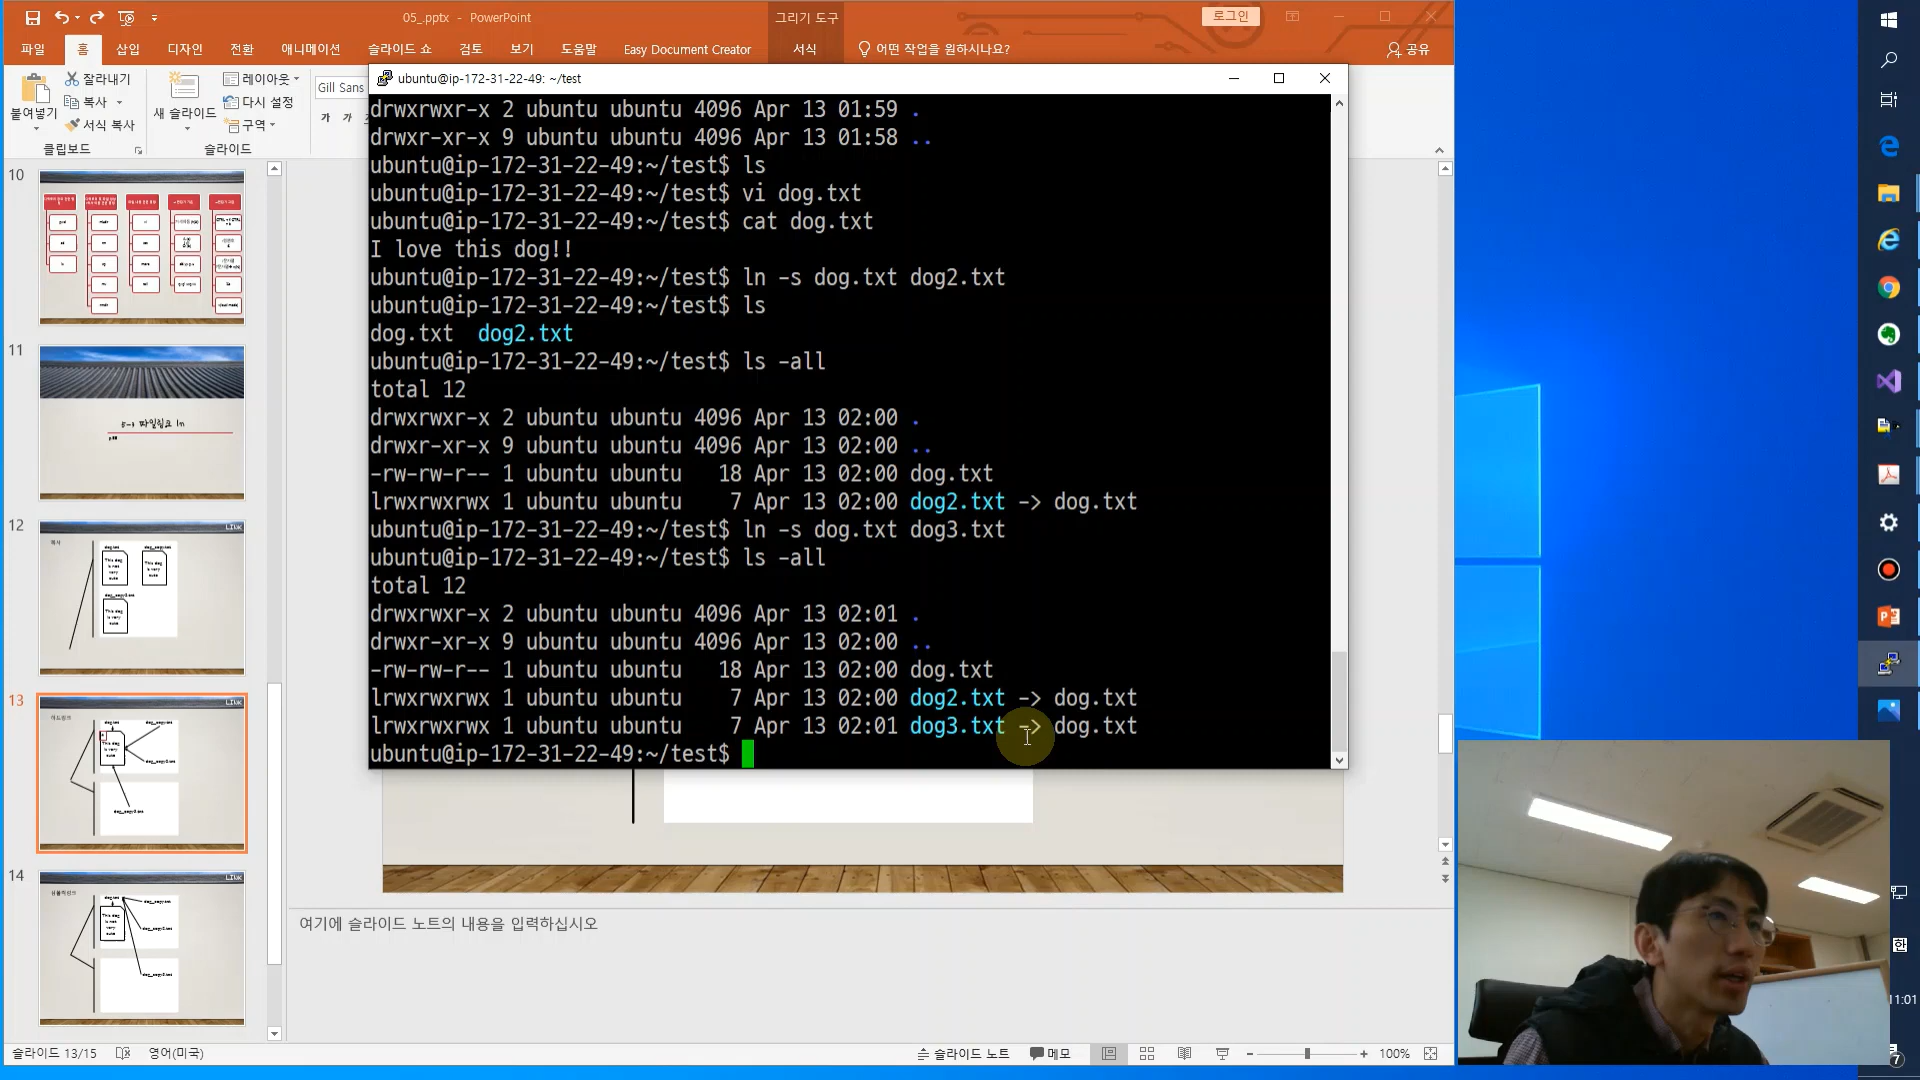 05_.pptx - PowerPoint
그리기 도구
로그인
파일 홈 삽입 디자인 전환 애니메이션 슬라이드 쇼 검토 보기 도움말 Easy Document Creator 서식 어떤 작업을 원하시나요? 공유
붙여넣기
잘라내기
복사
서식 복사
클립보드
새 슬라이드
레이아웃
다시 설정
구역
슬라이드
Gill Sans
가 가
ubuntu@ip-172-31-22-49: ~/test
drwxrwxr-x 2 ubuntu ubuntu 4096 Apr 13 01:59 .
drwxr-xr-x 9 ubuntu ubuntu 4096 Apr 13 01:58 ..
ubuntu@ip-172-31-22-49:~/test$ ls
ubuntu@ip-172-31-22-49:~/test$ vi dog.txt
ubuntu@ip-172-31-22-49:~/test$ cat dog.txt
I love this dog!!
ubuntu@ip-172-31-22-49:~/test$ ln -s dog.txt dog2.txt
ubuntu@ip-172-31-22-49:~/test$ ls
dog.txt dog2.txt
ubuntu@ip-172-31-22-49:~/test$ ls -all
total 12
drwxrwxr-x 2 ubuntu ubuntu 4096 Apr 13 02:00 .
drwxr-xr-x 9 ubuntu ubuntu 4096 Apr 13 02:00 ..
-rw-rw-r-- 1 ubuntu ubuntu 18 Apr 13 02:00 dog.txt
lrwxrwxrwx 1 ubuntu ubuntu 7 Apr 13 02:00 dog2.txt -> dog.txt
ubuntu@ip-172-31-22-49:~/test$ ln -s dog.txt dog3.txt
ubuntu@ip-172-31-22-49:~/test$ ls -all
total 12
drwxrwxr-x 2 ubuntu ubuntu 4096 Apr 13 02:01 .
drwxr-xr-x 9 ubuntu ubuntu 4096 Apr 13 02:00 ..
-rw-rw-r-- 1 ubuntu ubuntu 18 Apr 13 02:00 dog.txt
lrwxrwxrwx 1 ubuntu ubuntu 7 Apr 13 02:00 dog2.txt -> dog.txt
lrwxrwxrwx 1 ubuntu ubuntu 7 Apr 13 02:01 dog3.txt -> dog.txt
ubuntu@ip-172-31-22-49:~/test$
10
11
12
13
14
여기에 슬라이드 노트의 내용을 입력하십시오
슬라이드 13/15 영어(미국) 슬라이드 노트 메모 100%
한
11:01
7